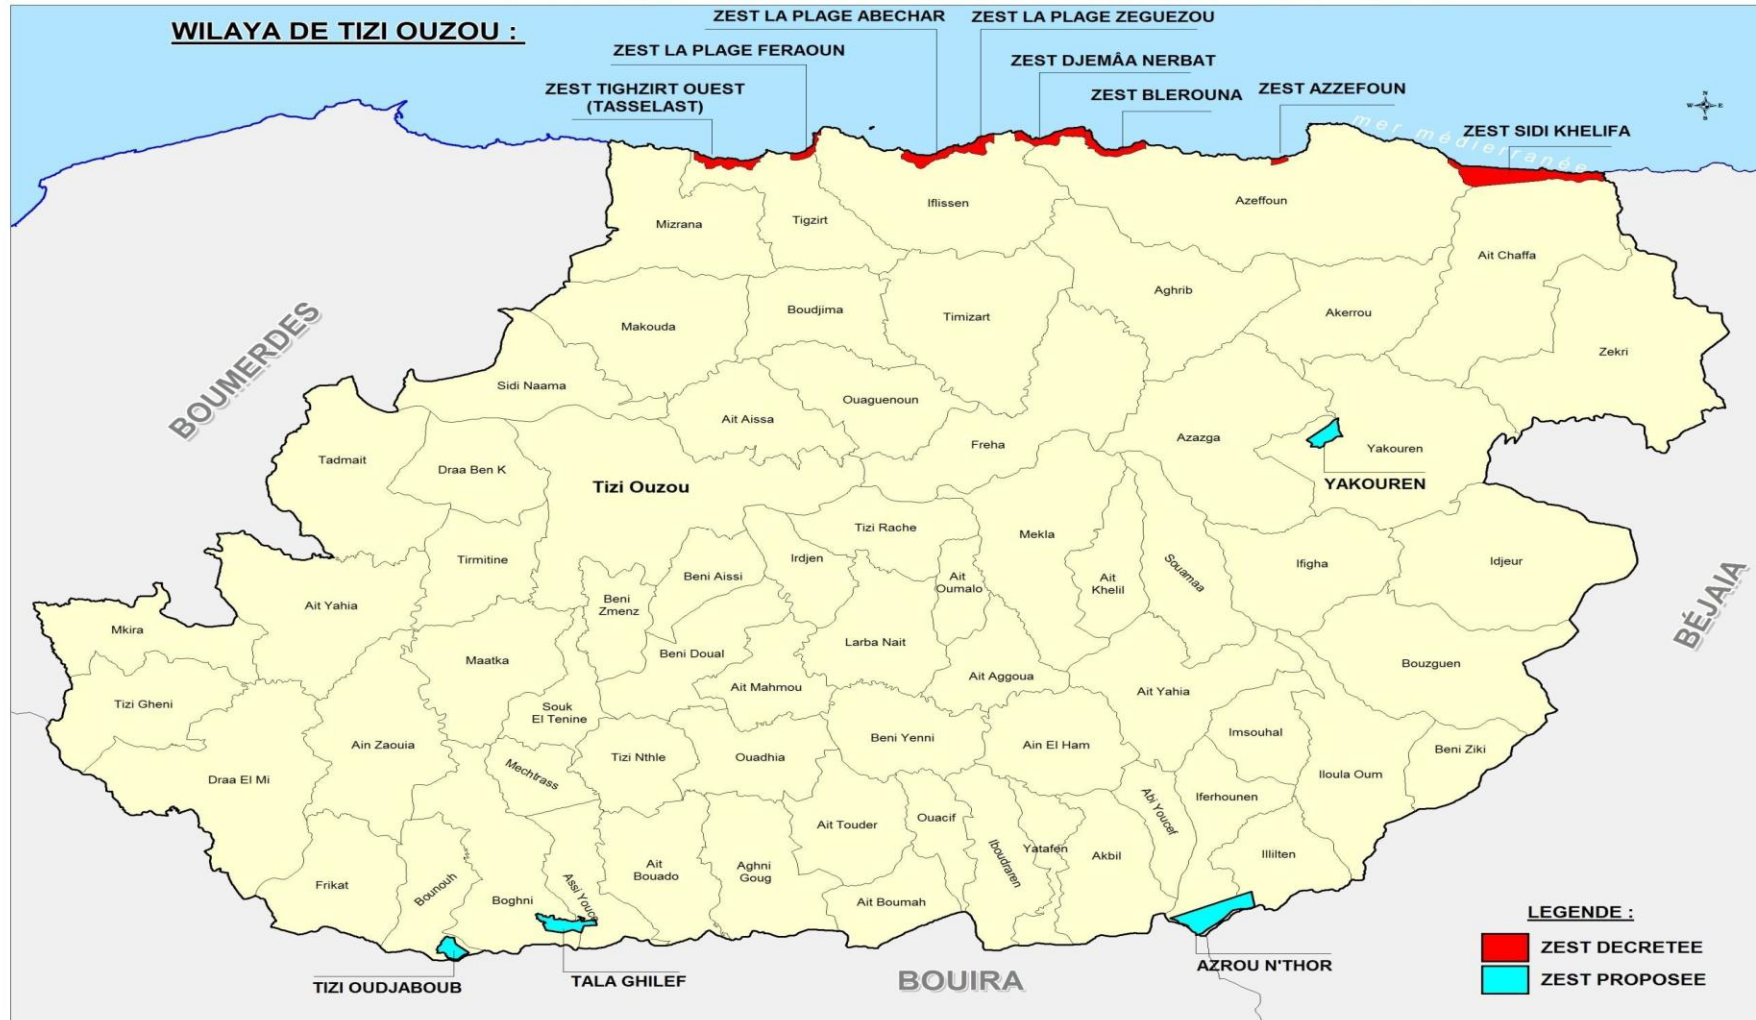 WILAYA DE TIZI OUZOU :
ZEST LA PLAGE ABECHAR
ZEST LA PLAGE ZEGUEZOU
ZEST LA PLAGE FERAOUN
ZEST DJEMÂA NERBAT
ZEST TIGHZIRT OUEST
(TASSELAST)
ZEST BLEROUNA
ZEST AZZEFOUN
ZEST SIDI KHELIFA
N
W
E
S
mer médierranée
Mizrana
Tigzirt
Iflissen
Azeffoun
Ait Chaffa
Makouda
Boudjima
Timizart
Aghrib
Akerrou
Zekri
BOUMERDES
Sidi Naama
Ait Aissa
Ouaguenoun
Freha
Azazga
Yakouren
YAKOUREN
Tadmait
Draa Ben K
Tizi Ouzou
Tizi Rache
Mekla
Ifigha
Idjeur
Tirmitine
Beni Aissi
Irdjen
Ait
Oumalo
Ait
Khelil
Souamaa
BÉJAIA
Ait Yahia
Beni
Zmenz
Mkira
Maatka
Beni Doual
Larba Nait
Ait Aggoua
Ait Yahia
Bouzguen
Tizi Gheni
Souk
El Tenine
Ait Mahmou
Ain Zaouia
Tizi Nthle
Ouadhia
Beni Yenni
Ain El Ham
Imsouhal
Beni Ziki
Draa El Mi
Mechtrass
Iloula Oum
Abi Youcef
Iferhounen
Ait Touder
Ouacif
Iboudraren
Yatafen
Akbil
Illilten
Frikat
Bounouh
Boghni
Assi Youce
Ait
Bouado
Aghni
Goug
Ait Boumah
TIZI OUDJABOUB
TALA GHILEF
AZROU N'THOR
BOUIRA
LEGENDE :
ZEST DECRETEE
ZEST PROPOSEE